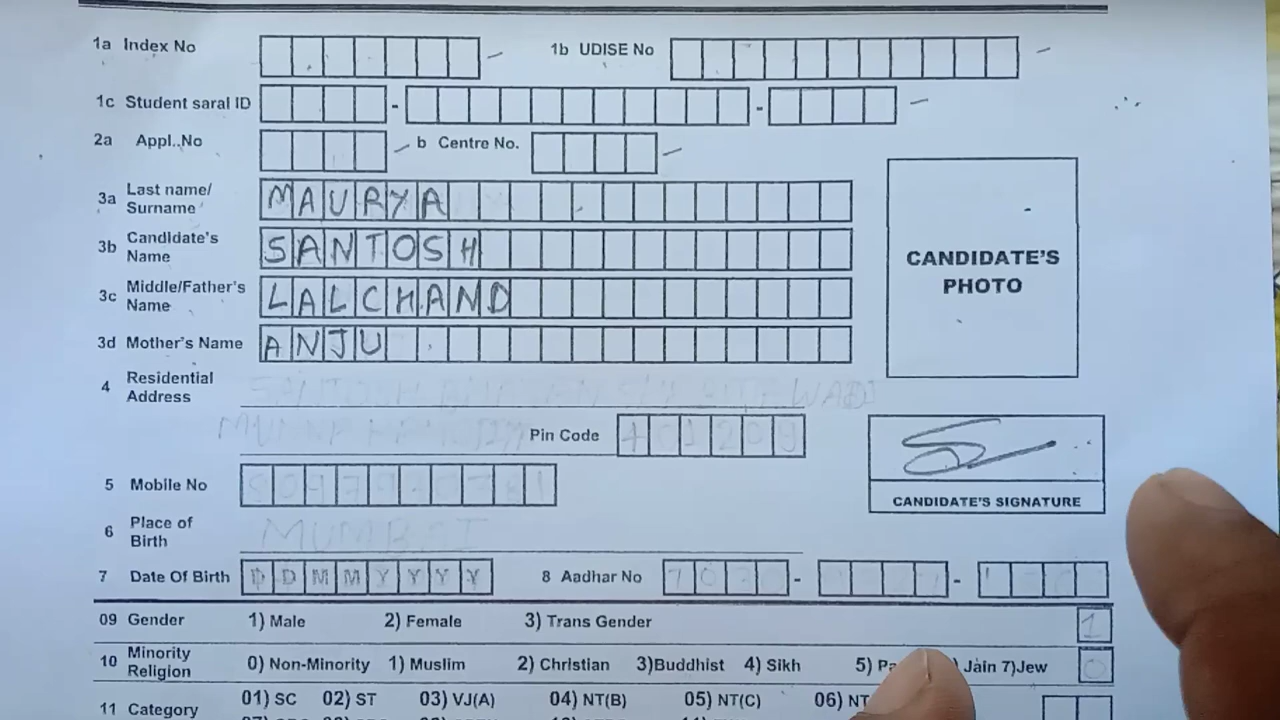 1a Index No 1b UDISE No
1c Student saral ID - -
2a Appl..No b Centre No.
3a Last name/ Surname MAURYA
3b Candidate's Name SANTOSH
3c Middle/Father's Name LALCHAND
3d Mother's Name ANJU
CANDIDATE'S PHOTO
4 Residential Address SANTOSH
Pin Code 401209
CANDIDATE'S SIGNATURE
5 Mobile No
6 Place of Birth MUMBAI
7 Date Of Birth DDMMYYYY 8 Aadhar No - -
09 Gender 1) Male 2) Female 3) Trans Gender 1
10 Minority Religion 0) Non-Minority 1) Muslim 2) Christian 3)Buddhist 4) Sikh 5) Jain 7)Jew 0
11 Category 01) SC 02) ST 03) VJ(A) 04) NT(B) 05) NT(C) 06) NT